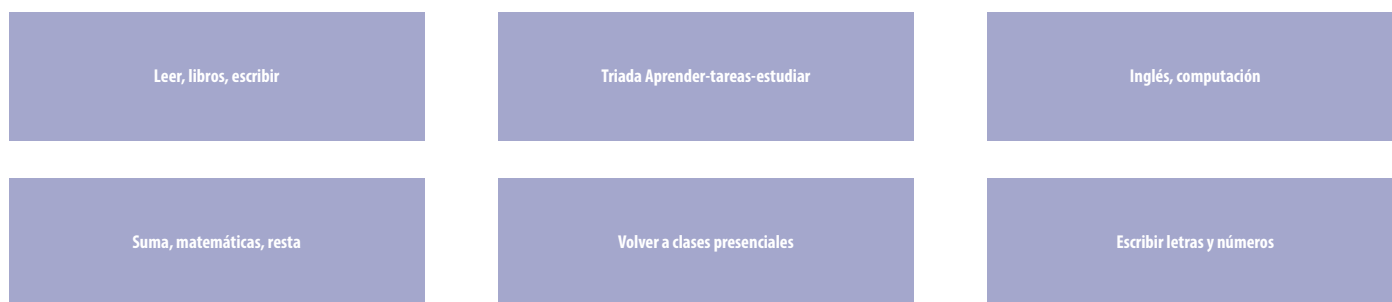 Leer, libros, escribir
Triada Aprender-tareas-estudiar
Inglés, computación
Suma, matemáticas, resta
Volver a clases presenciales
Escribir letras y números